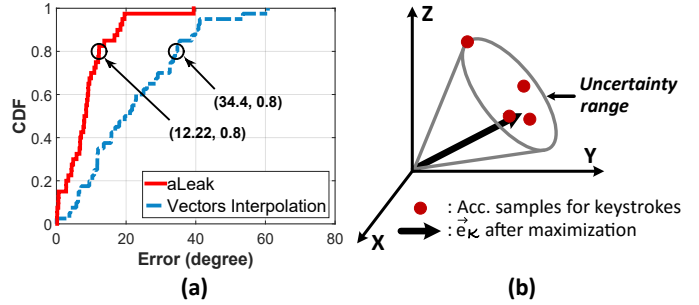 1
0.8
0.6
0.4
0.2
0
0
20
40
60
80
CDF
Error (degree)
(34.4, 0.8)
(12.22, 0.8)
aLeak
Vectors Interpolation
(a)
Z
Uncertainty
range
Y
X
: Acc. samples for keystrokes
: e⃗κ after maximization
(b)